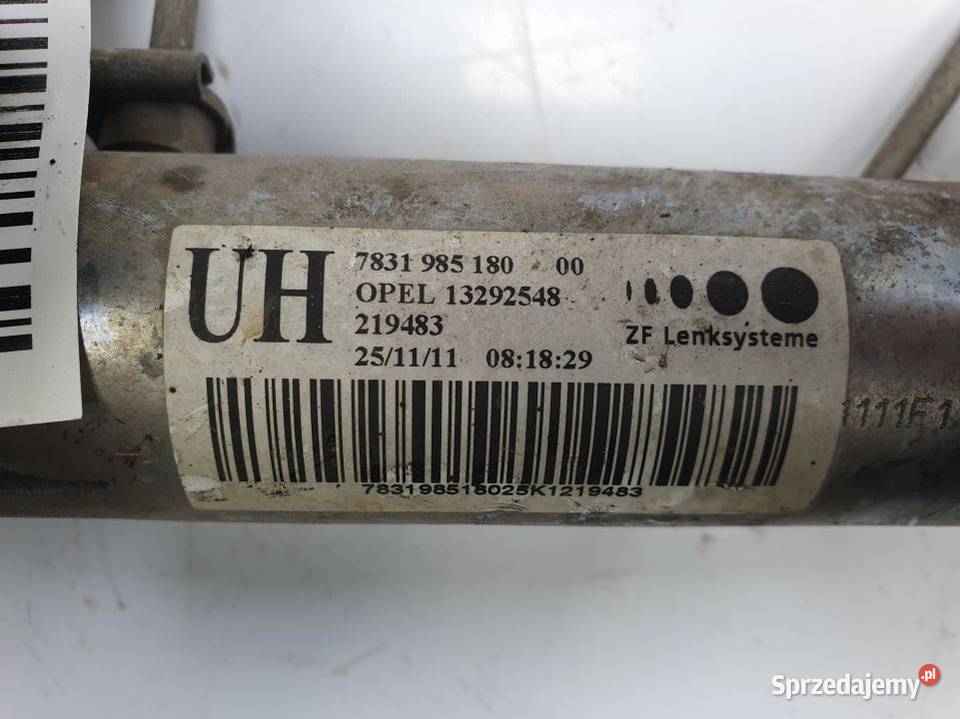 UH
7831 985 180 00
OPEL 13292548
219483
25/11/11 08:18:29
ZF Lenksysteme
783198518025K1219483
1111F1
Sprzedajemy.pl